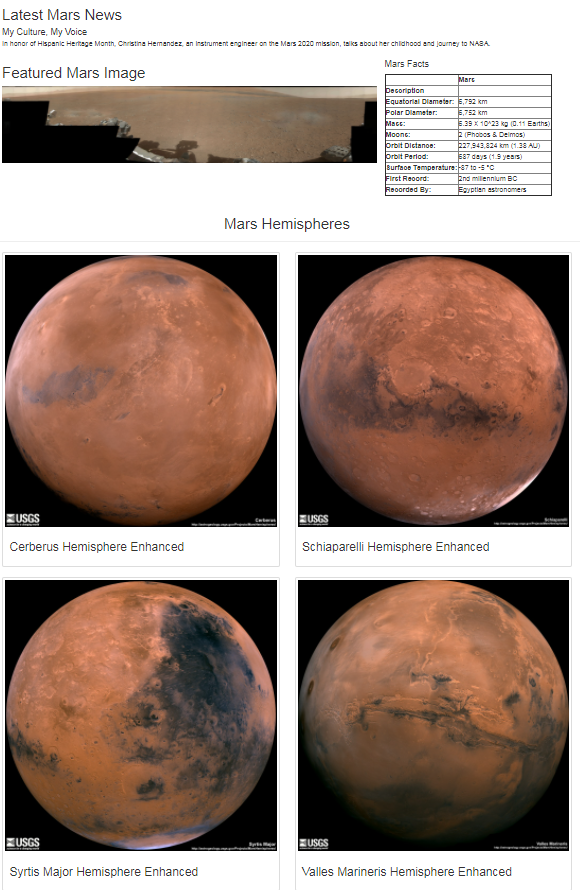 Latest Mars News
My Culture, My Voice
In honor of Hispanic Heritage Month, Christina Hernandez, an instrument engineer on the Mars 2020 mission, talks about her childhood and journey to NASA.
Featured Mars Image
Mars Facts
Mars
Description
Equatorial Diameter: 6,792 km
Polar Diameter: 6,752 km
Mass: 6.39 × 10^23 kg (0.11 Earths)
Moons: 2 (Phobos & Deimos)
Orbit Distance: 227,943,824 km (1.38 AU)
Orbit Period: 687 days (1.9 years)
Surface Temperature: -87 to -5 °C
First Record: 2nd millennium BC
Recorded By: Egyptian astronomers
Mars Hemispheres
USGS
Cerberus
USGS
Schiaparelli
Cerberus Hemisphere Enhanced
Schiaparelli Hemisphere Enhanced
USGS
Syrtis Major
USGS
Valles Marineris
Syrtis Major Hemisphere Enhanced
Valles Marineris Hemisphere Enhanced